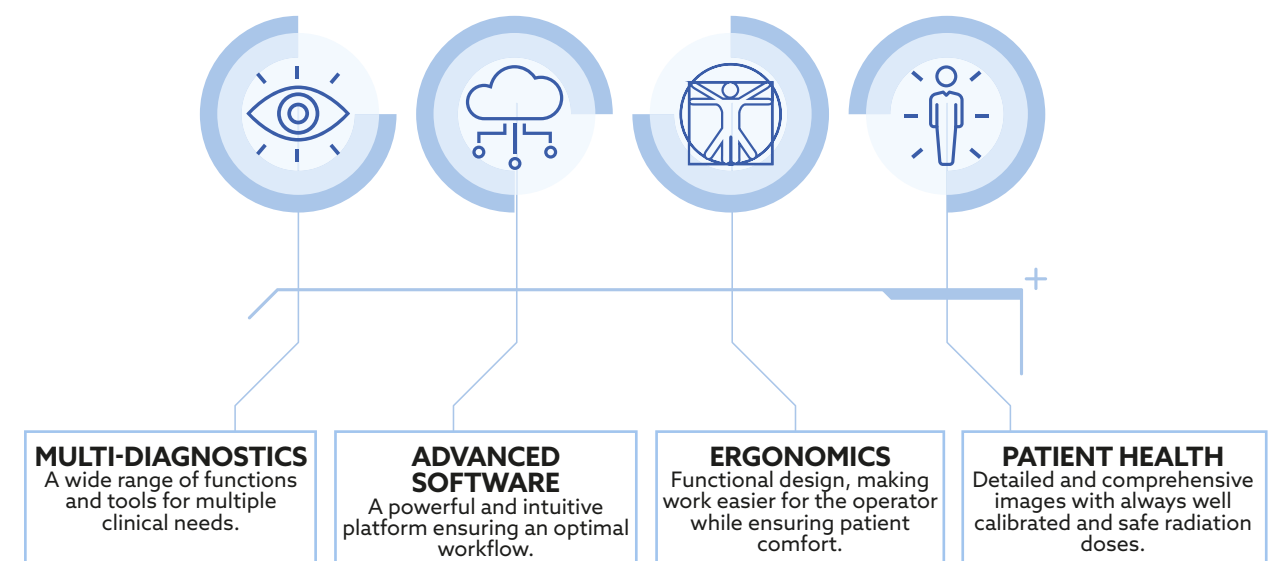 MULTI-DIAGNOSTICS
A wide range of functions
and tools for multiple
clinical needs.
ADVANCED
SOFTWARE
A powerful and intuitive
platform ensuring an optimal
workflow.
ERGONOMICS
Functional design, making
work easier for the operator
while ensuring patient
comfort.
PATIENT HEALTH
Detailed and comprehensive
images with always well
calibrated and safe radiation
doses.